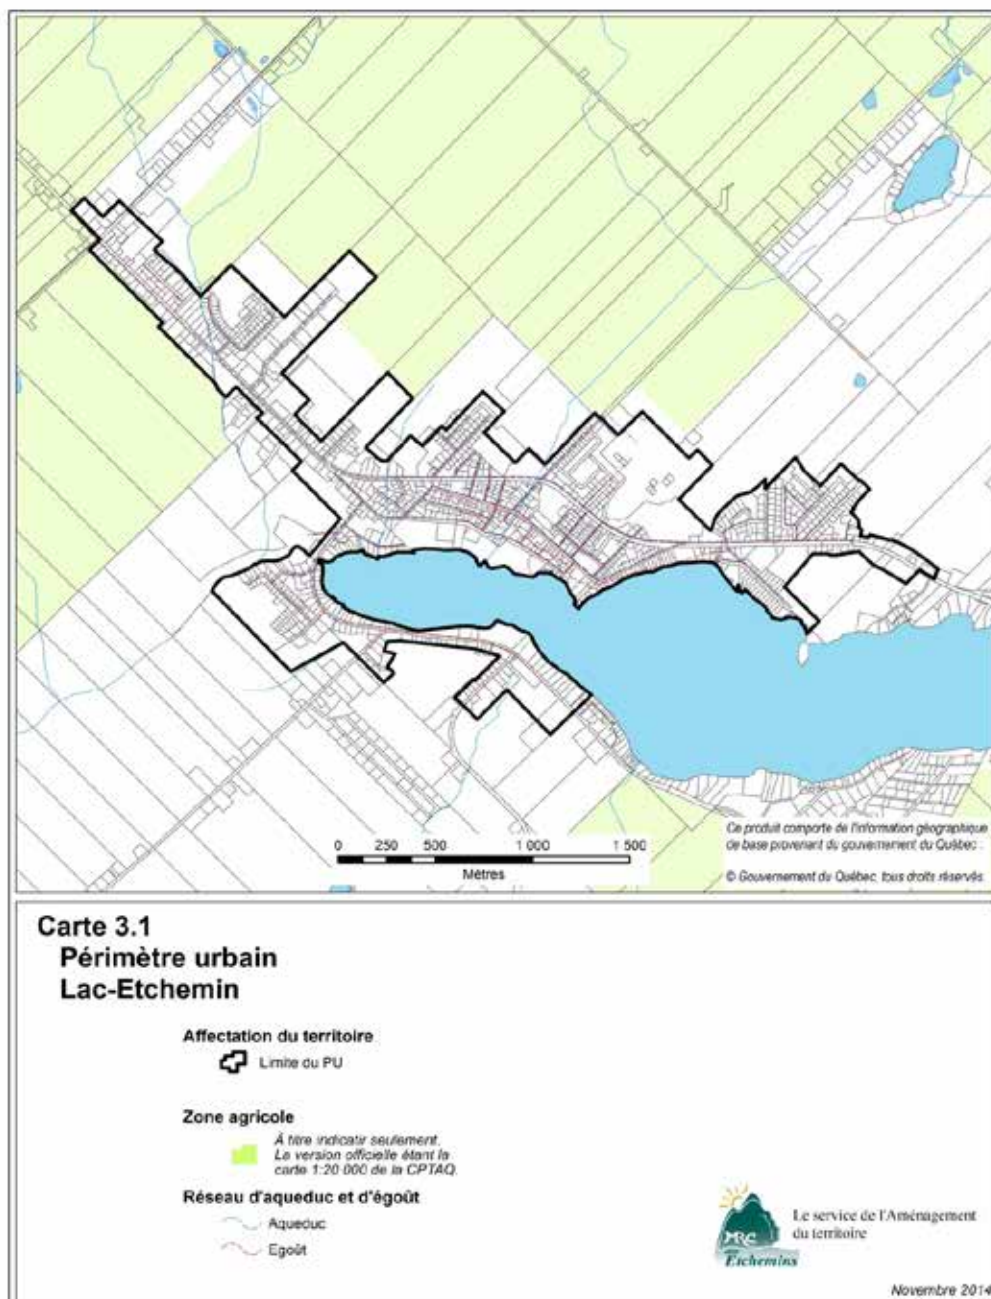 Ce produit comporte de l'information géographique
de base provenant du gouvernement du Québec :
© Gouvernement du Québec, tous droits réservés.
0 250 500 1 000 1 500
Mètres
Carte 3.1
Périmètre urbain
Lac-Etchemin
Affectation du territoire
Limite du PU
Zone agricole
À titre indicatif seulement.
La version officielle étant la
carte 1:20 000 de la CPTAQ.
Réseau d'aqueduc et d'égoût
Aqueduc
Egoût
MRC
des
Etchemins
Le service de l'Aménagement
du territoire
Novembre 2014